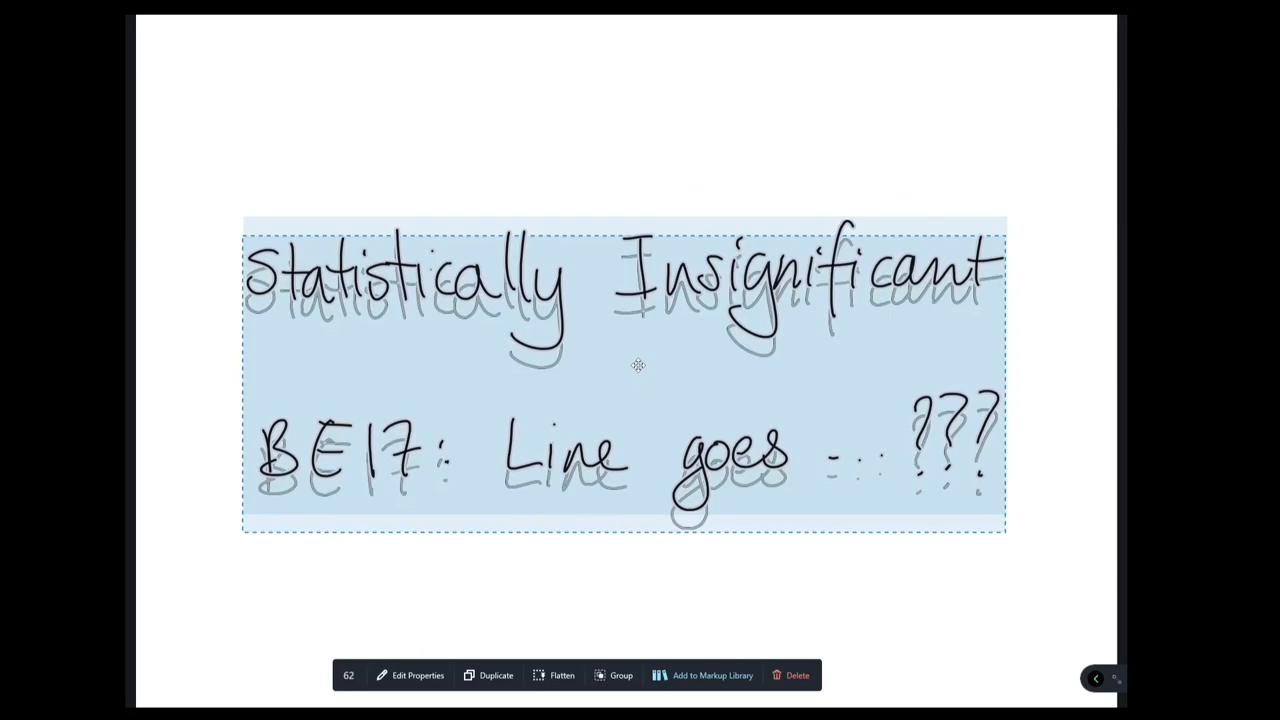 Statistically Insignificant
BE17: Line goes ... ???
62 Edit Properties Duplicate Flatten Group Add to Markup Library Delete